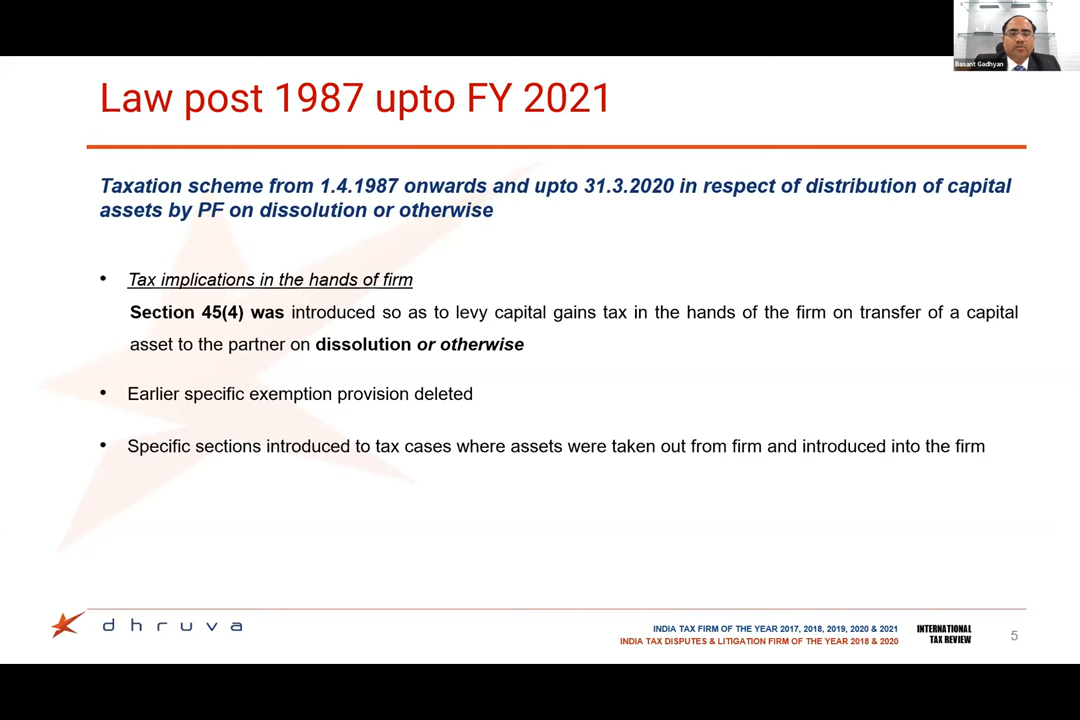 Basant Gadhyan
Law post 1987 upto FY 2021
Taxation scheme from 1.4.1987 onwards and upto 31.3.2020 in respect of distribution of capital
assets by PF on dissolution or otherwise
• Tax implications in the hands of firm
Section 45(4) was introduced so as to levy capital gains tax in the hands of the firm on transfer of a capital
asset to the partner on dissolution or otherwise
• Earlier specific exemption provision deleted
• Specific sections introduced to tax cases where assets were taken out from firm and introduced into the firm
dhruva
INDIA TAX FIRM OF THE YEAR 2017, 2018, 2019, 2020 & 2021
INDIA TAX DISPUTES & LITIGATION FIRM OF THE YEAR 2018 & 2020
INTERNATIONAL
TAX REVIEW
5